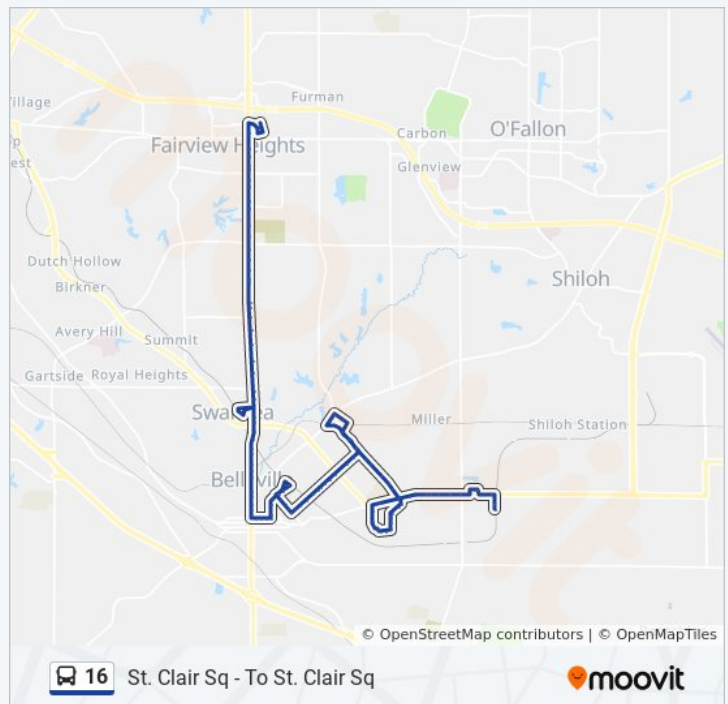 Furman
Village
Carbon
O'Fallon
Fairview Heights
Glenview
est
Dutch Hollow
Shiloh
Birkner
Avery Hill
Summit
Gartside
Royal Heights
Swansea
Miller
Shiloh Station
Belleville
© OpenStreetMap contributors | © OpenMapTiles
16 St. Clair Sq - To St. Clair Sq
moovit